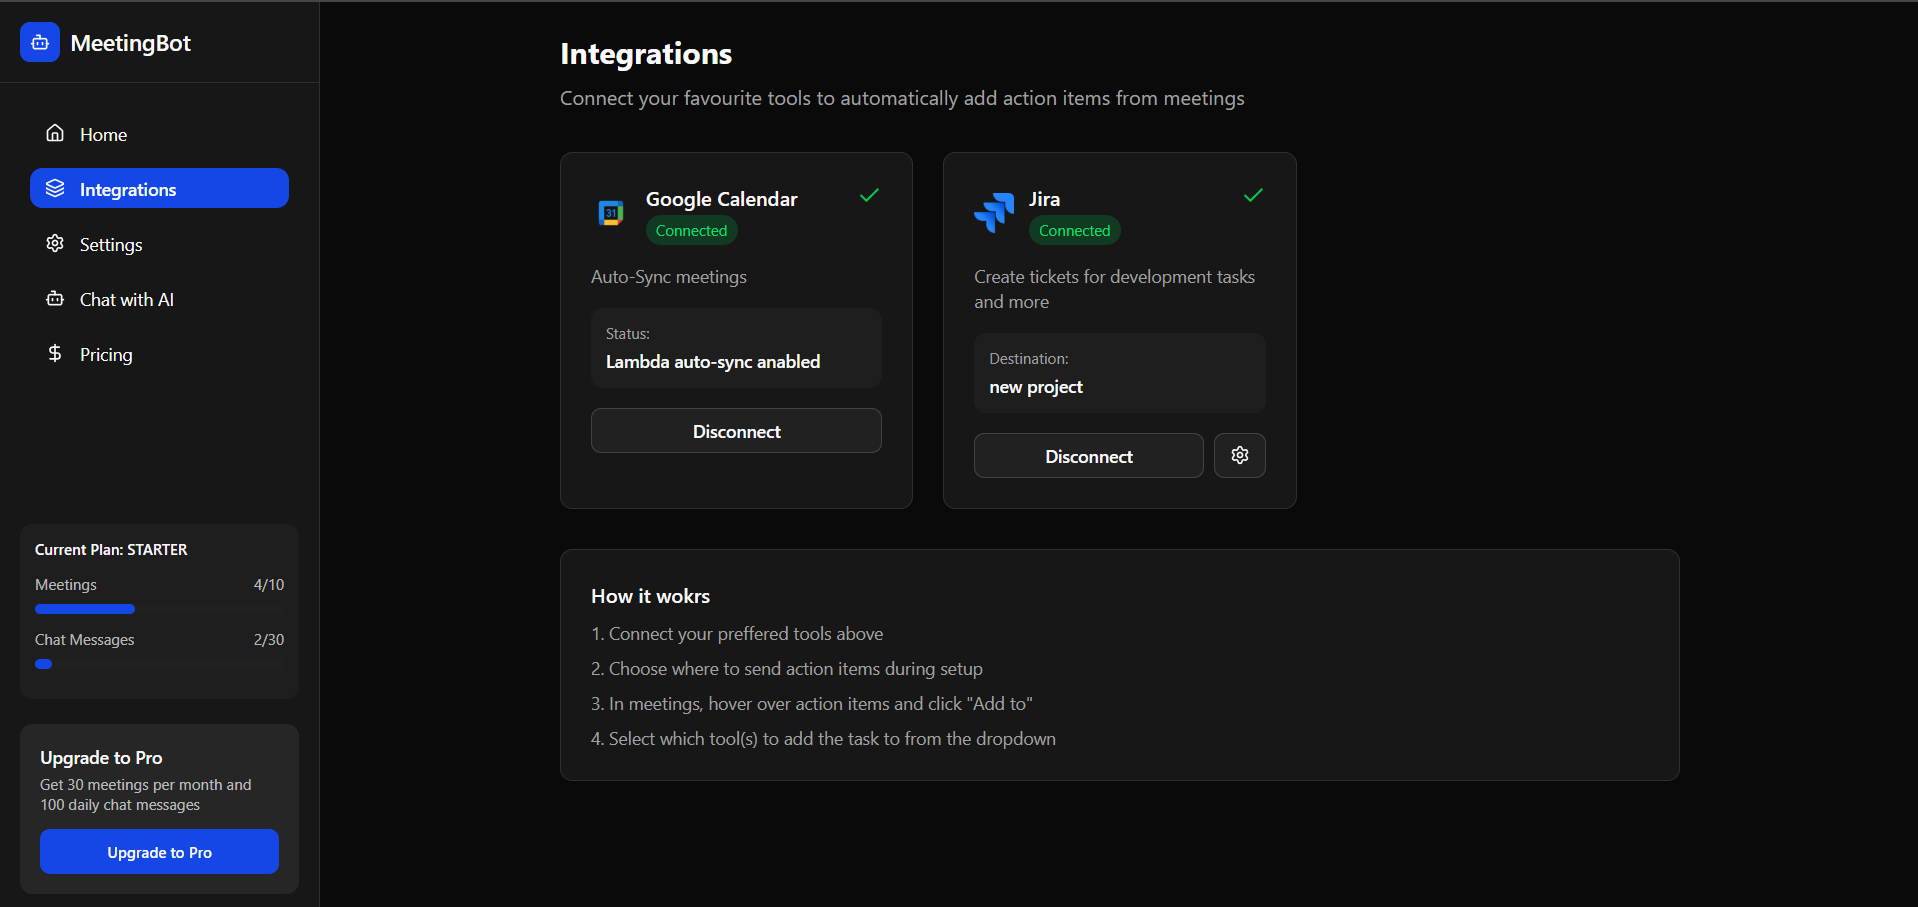 MeetingBot
Home
Integrations
Settings
Chat with AI
Pricing
Current Plan: STARTER
Meetings 4/10
Chat Messages 2/30
Upgrade to Pro
Get 30 meetings per month and
100 daily chat messages
Upgrade to Pro
Integrations
Connect your favourite tools to automatically add action items from meetings
31
Google Calendar
Connected
Auto-Sync meetings
Status:
Lambda auto-sync anabled
Disconnect
Jira
Connected
Create tickets for development tasks
and more
Destination:
new project
Disconnect
How it wokrs
1. Connect your preffered tools above
2. Choose where to send action items during setup
3. In meetings, hover over action items and click "Add to"
4. Select which tool(s) to add the task to from the dropdown